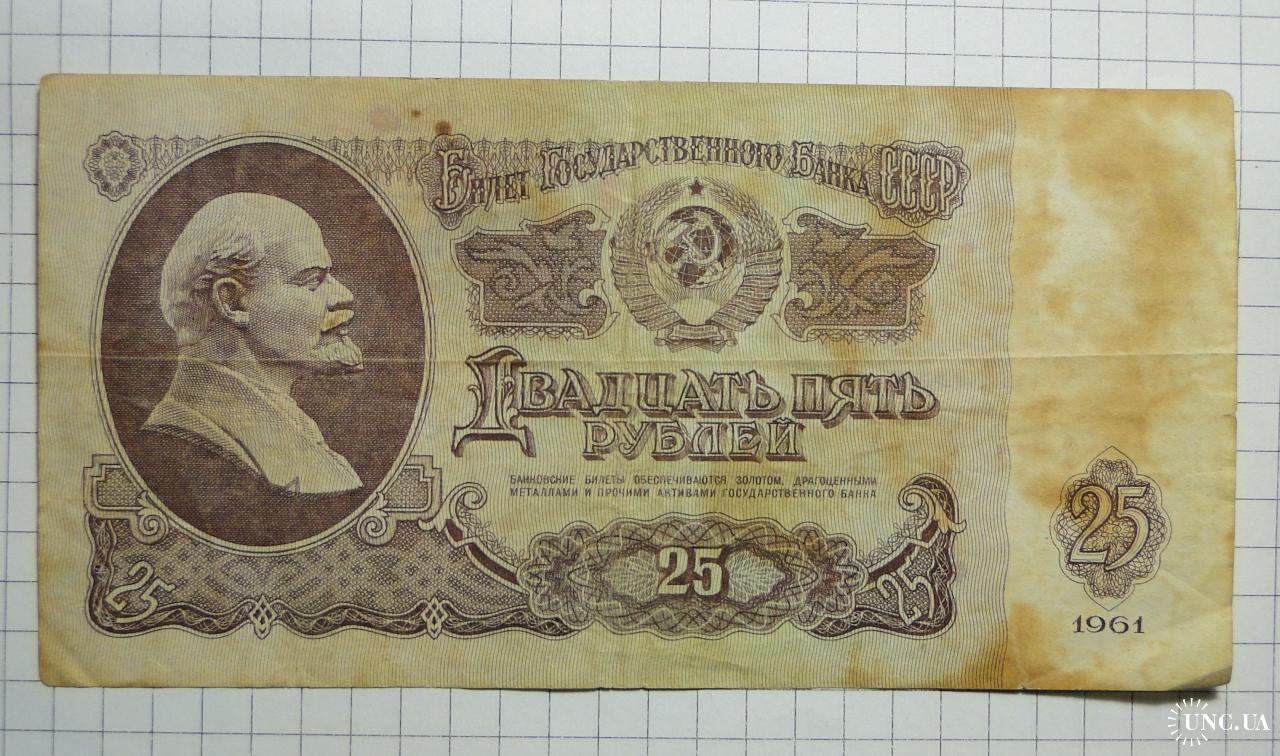 Билет Государственного Банка СССР
Двадцать пять
рублей
БАНКОВСКИЕ БИЛЕТЫ ОБЕСПЕЧИВАЮТСЯ ЗОЛОТОМ, ДРАГОЦЕННЫМИ
МЕТАЛЛАМИ И ПРОЧИМИ АКТИВАМИ ГОСУДАРСТВЕННОГО БАНКА
25
25
25
25
1961
UNC.UA